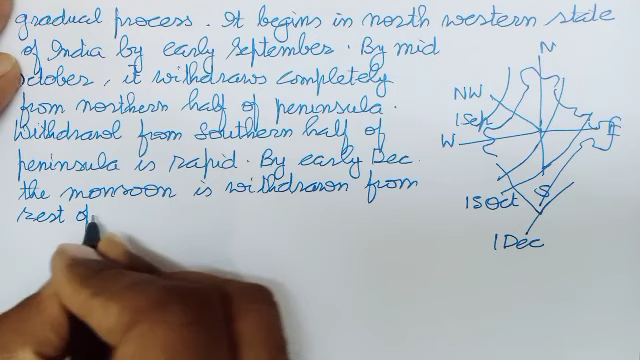 gradual process. It begins in north western state
of India by early september. By mid
october, it withdraws completely
from northern half of peninsula.
Withdrawl from Southern half of
peninsula is rapid. By early Dec.
the monsoon is withdrawn from
rest of
N
NW
1Sep
W
E
S
15Oct
1Dec